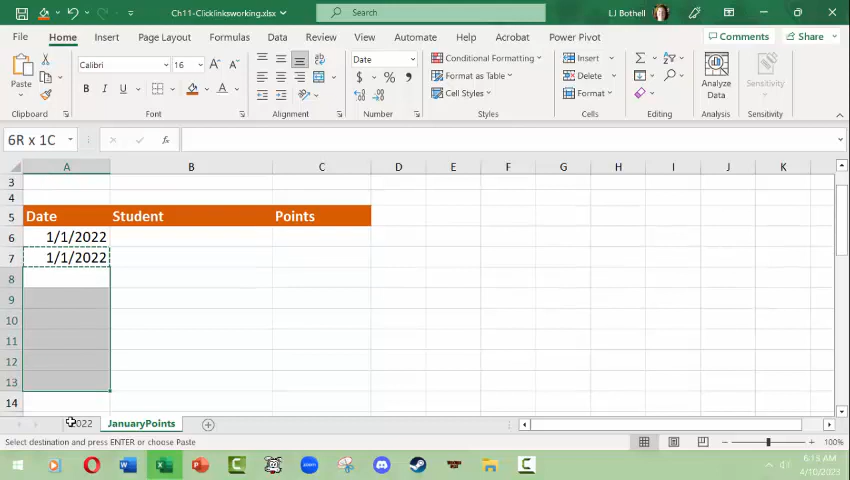 Ch11-Clicklinksworking.xlsx
Search
LJ Bothell
File Home Insert Page Layout Formulas Data Review View Automate Help Acrobat Power Pivot Comments Share
Paste
Calibri 16
B I U
Date
$ % 9
Conditional Formatting
Format as Table
Cell Styles
Insert
Delete
Format
Analyze Data
Sensitivity
Clipboard Font Alignment Number Styles Cells Editing Analysis Sensitivity
6R x 1C fx
A B C D E F G H I J K
3
4
5 Date Student Points
6 1/1/2022
7 1/1/2022
8
9
10
11
12
13
14
2022 JanuaryPoints
Select destination and press ENTER or choose Paste 100%
6:13 AM
4/10/2023